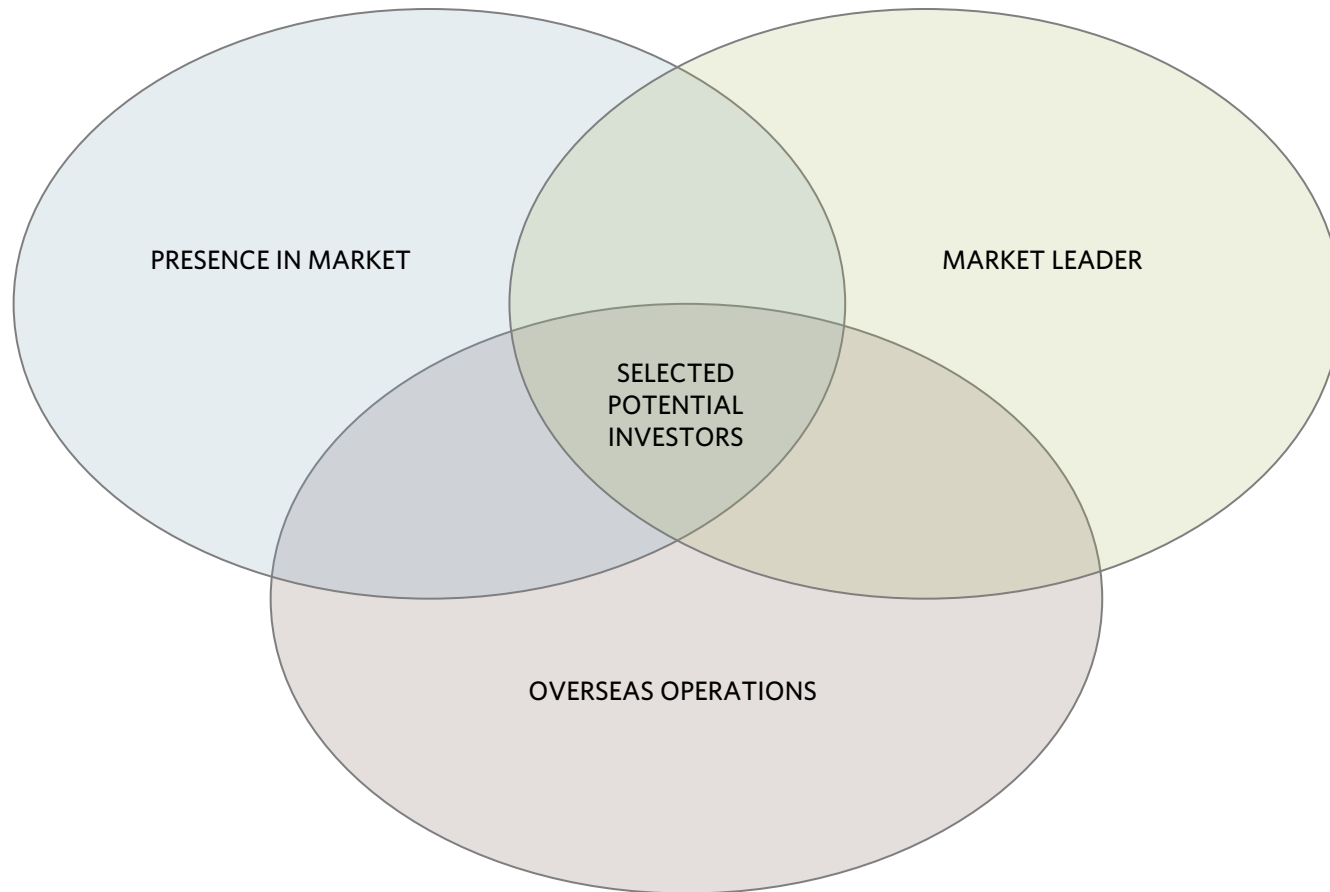 PRESENCE IN MARKET
MARKET LEADER
SELECTED
POTENTIAL
INVESTORS
OVERSEAS OPERATIONS